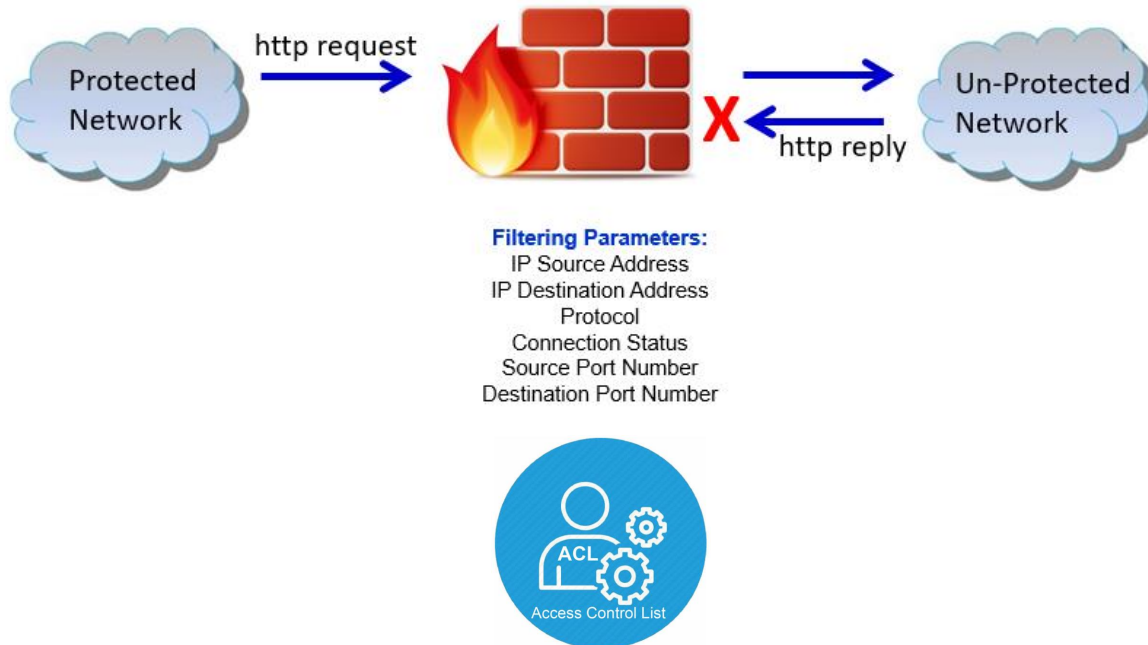 http request
Protected
Network
X
Un-Protected
Network
http reply
Filtering Parameters:
IP Source Address
IP Destination Address
Protocol
Connection Status
Source Port Number
Destination Port Number
ACL
Access Control List